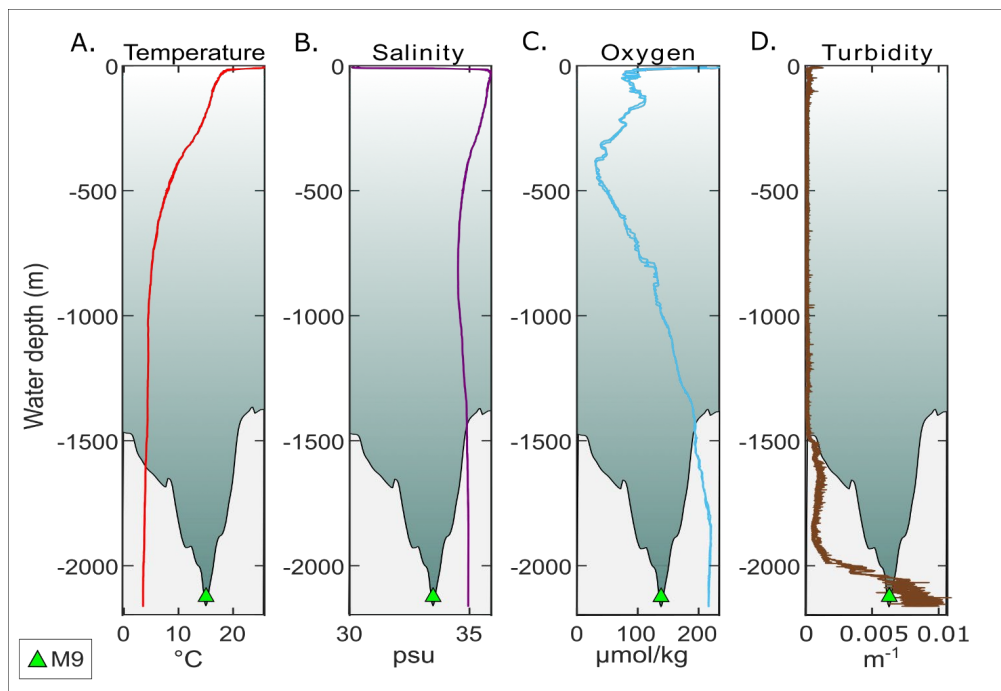 A. Temperature
B. Salinity
C. Oxygen
D. Turbidity
Water depth (m)
0
-500
-1000
-1500
-2000
0 10 20
°C
0
-500
-1000
-1500
-2000
30 35
psu
0
-500
-1000
-1500
-2000
0 100 200
µmol/kg
0
-500
-1000
-1500
-2000
0 0.005 0.01
m⁻¹
M9